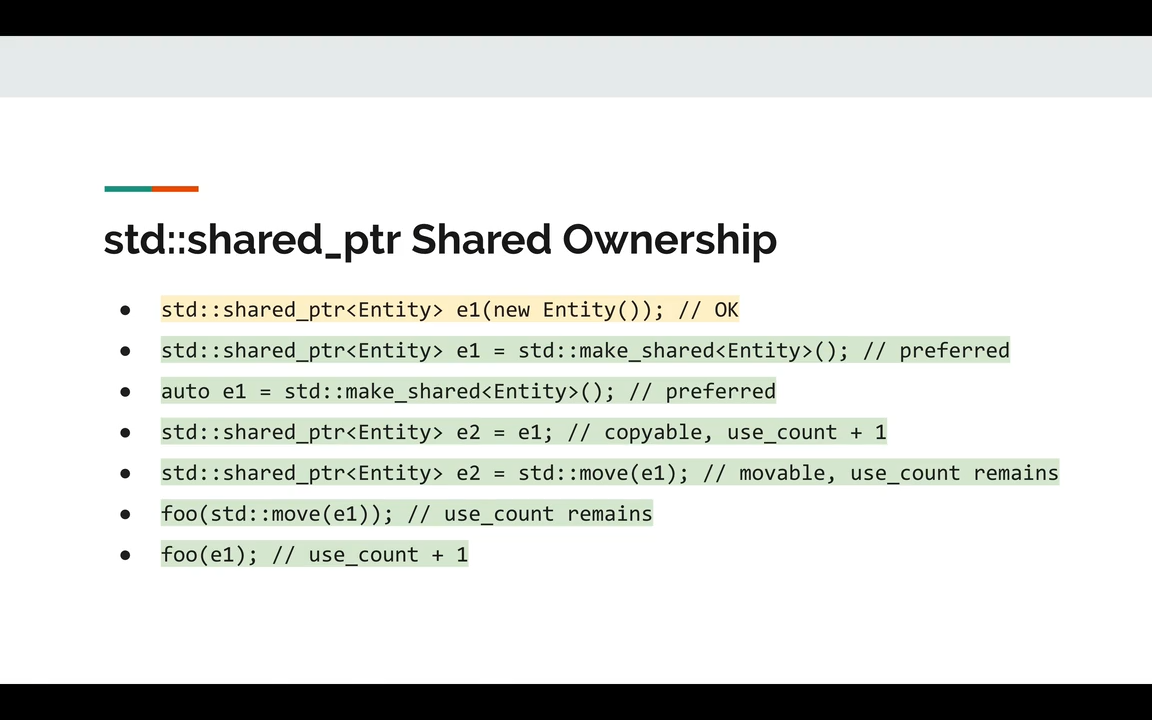 std::shared_ptr Shared Ownership
● std::shared_ptr<Entity> e1(new Entity()); // OK
● std::shared_ptr<Entity> e1 = std::make_shared<Entity>(); // preferred
● auto e1 = std::make_shared<Entity>(); // preferred
● std::shared_ptr<Entity> e2 = e1; // copyable, use_count + 1
● std::shared_ptr<Entity> e2 = std::move(e1); // movable, use_count remains
● foo(std::move(e1)); // use_count remains
● foo(e1); // use_count + 1